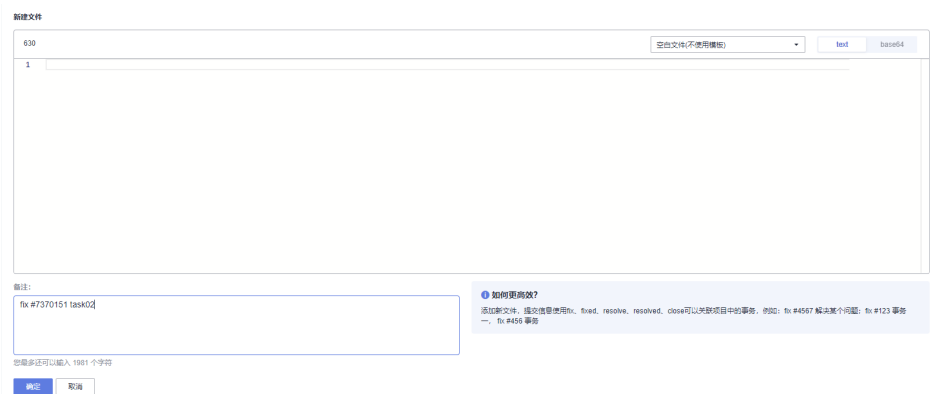 新建文件
630
空白文件(不使用模板)
text
base64
1
备注：
fix #7370151 task02
您最多还可以输入 1981 个字符
如何更高效?
添加新文件，提交信息使用fix、fixed、resolve、resolved、close可以关联项目中的事务，例如：fix #4567 解决某个问题；fix #123 事务
一、 fix #456 事务
确定
取消